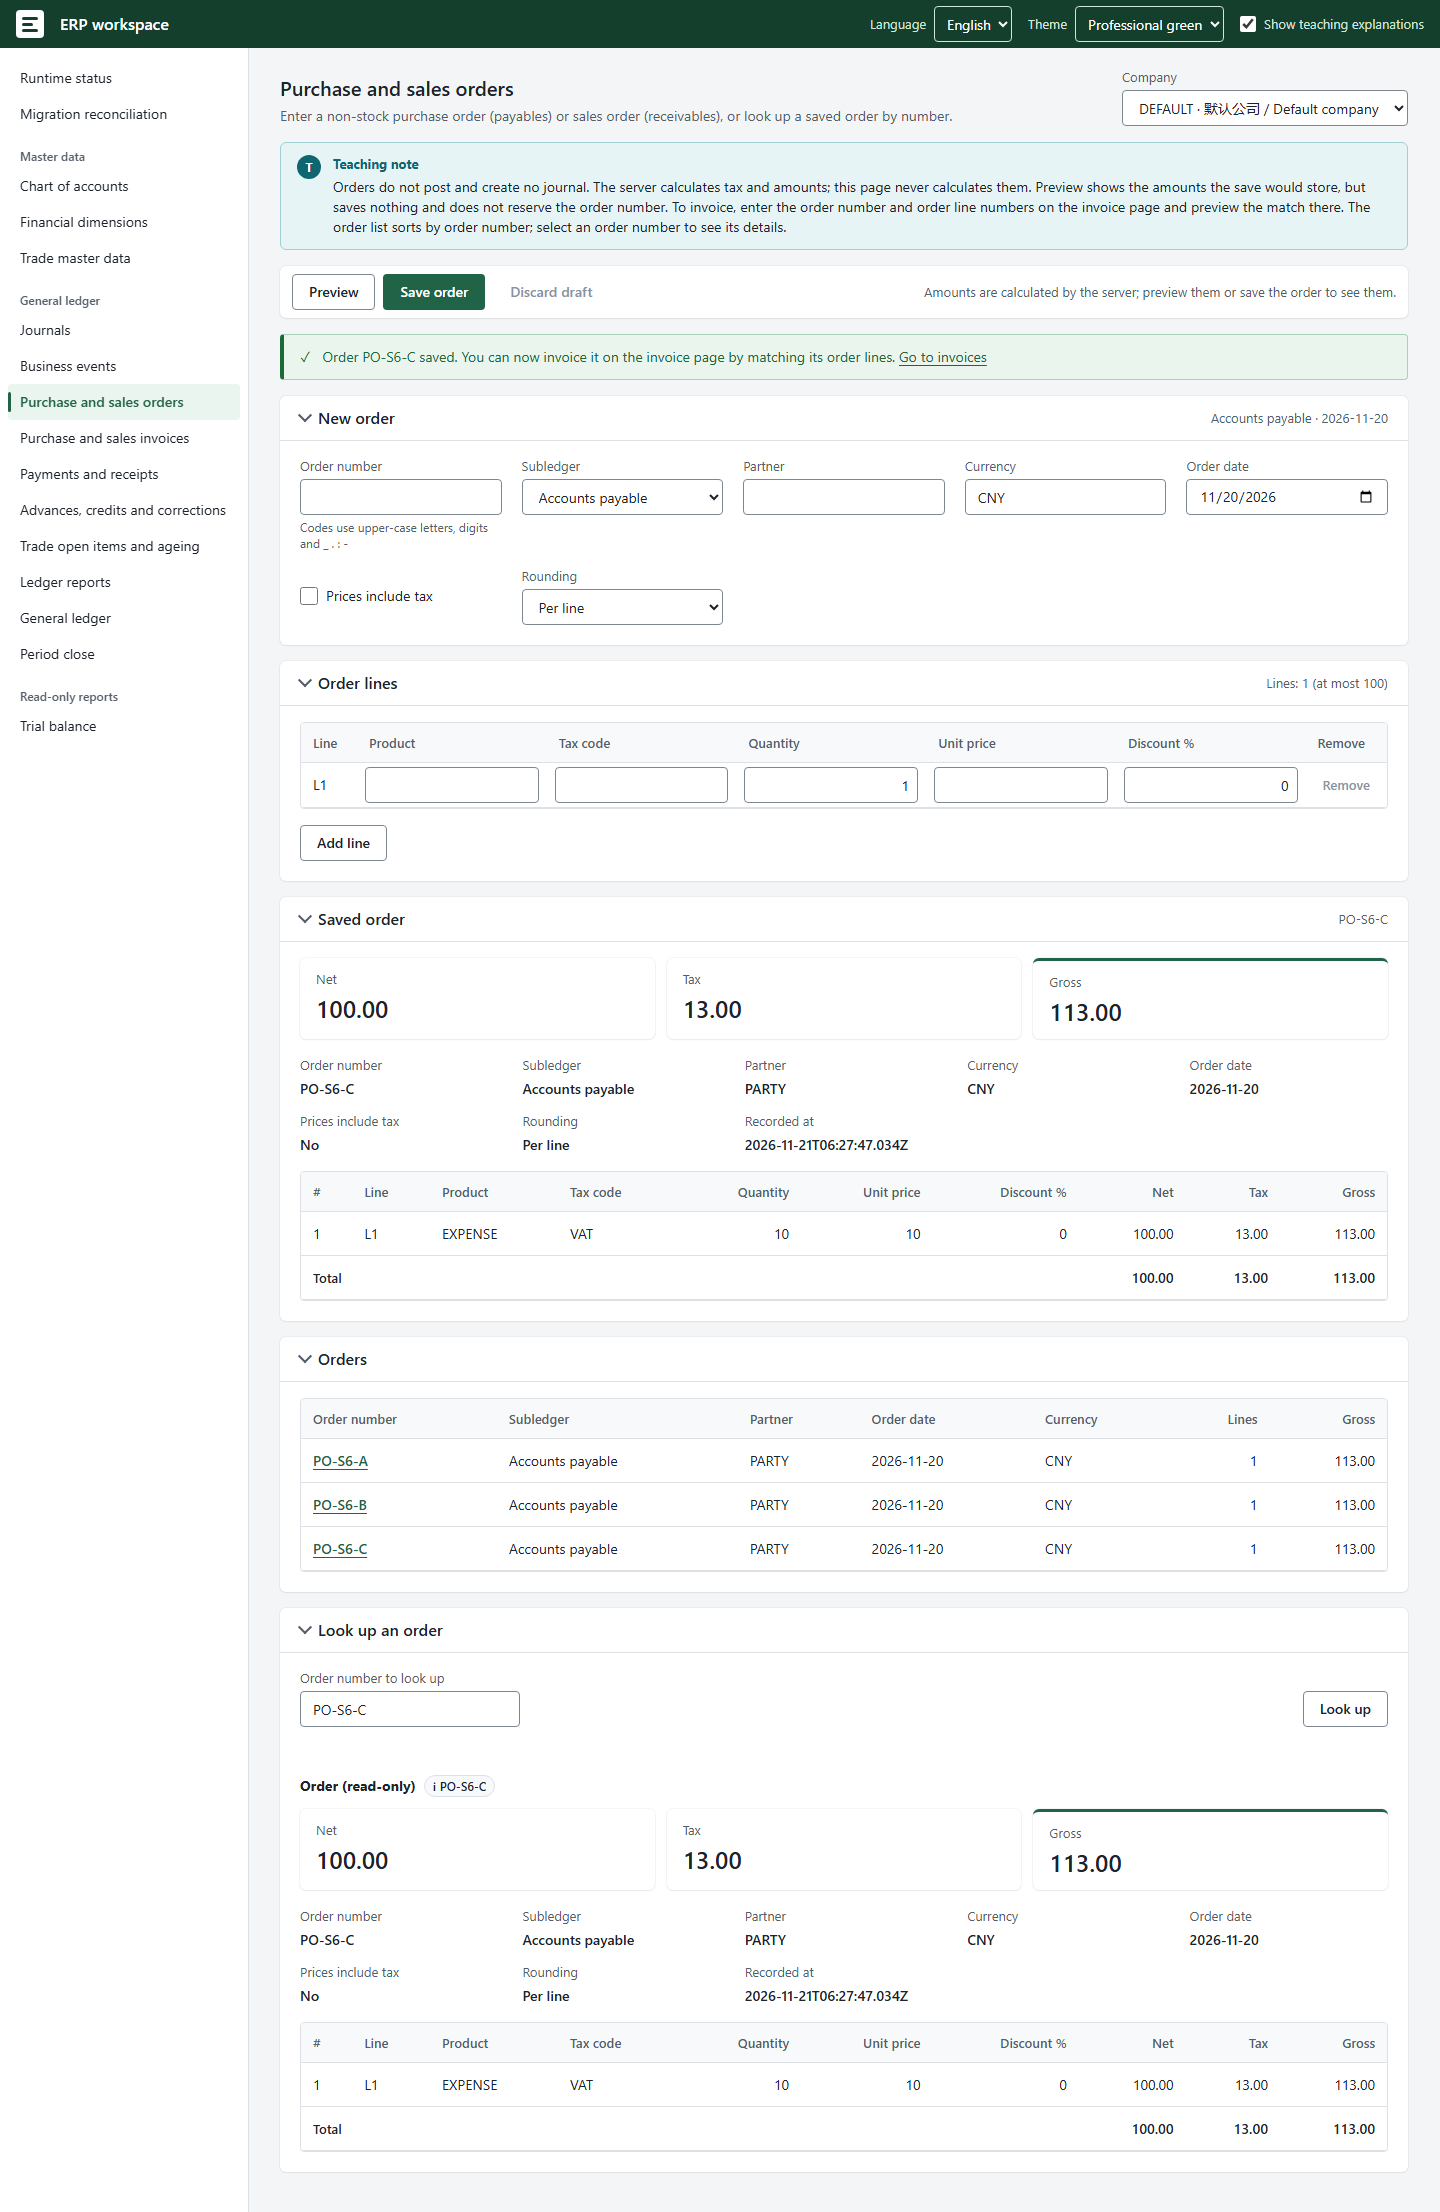 ERP workspace
Language English Theme Professional green Show teaching explanations
Runtime status
Migration reconciliation
Master data
Chart of accounts
Financial dimensions
Trade master data
General ledger
Journals
Business events
Purchase and sales orders
Purchase and sales invoices
Payments and receipts
Advances, credits and corrections
Trade open items and ageing
Ledger reports
General ledger
Period close
Read-only reports
Trial balance
Purchase and sales orders
Enter a non-stock purchase order (payables) or sales order (receivables), or look up a saved order by number.
Company
DEFAULT · 默认公司 / Default company
T Teaching note
Orders do not post and create no journal. The server calculates tax and amounts; this page never calculates them. Preview shows the amounts the save would store, but
saves nothing and does not reserve the order number. To invoice, enter the order number and order line numbers on the invoice page and preview the match there. The
order list sorts by order number; select an order number to see its details.
Preview Save order Discard draft Amounts are calculated by the server; preview them or save the order to see them.
✓ Order PO-S6-C saved. You can now invoice it on the invoice page by matching its order lines. Go to invoices
New order Accounts payable · 2026-11-20
Order number Subledger Partner Currency Order date
Accounts payable CNY 11/20/2026
Codes use upper-case letters, digits
and _ . : -
Rounding
Prices include tax Per line
Order lines Lines: 1 (at most 100)
Line Product Tax code Quantity Unit price Discount % Remove
L1 1 0 Remove
Add line
Saved order PO-S6-C
Net Tax Gross
100.00 13.00 113.00
Order number Subledger Partner Currency Order date
PO-S6-C Accounts payable PARTY CNY 2026-11-20
Prices include tax Rounding Recorded at
No Per line 2026-11-21T06:27:47.034Z
# Line Product Tax code Quantity Unit price Discount % Net Tax Gross
1 L1 EXPENSE VAT 10 10 0 100.00 13.00 113.00
Total 100.00 13.00 113.00
Orders
Order number Subledger Partner Order date Currency Lines Gross
PO-S6-A Accounts payable PARTY 2026-11-20 CNY 1 113.00
PO-S6-B Accounts payable PARTY 2026-11-20 CNY 1 113.00
PO-S6-C Accounts payable PARTY 2026-11-20 CNY 1 113.00
Look up an order
Order number to look up
PO-S6-C Look up
Order (read-only) i PO-S6-C
Net Tax Gross
100.00 13.00 113.00
Order number Subledger Partner Currency Order date
PO-S6-C Accounts payable PARTY CNY 2026-11-20
Prices include tax Rounding Recorded at
No Per line 2026-11-21T06:27:47.034Z
# Line Product Tax code Quantity Unit price Discount % Net Tax Gross
1 L1 EXPENSE VAT 10 10 0 100.00 13.00 113.00
Total 100.00 13.00 113.00